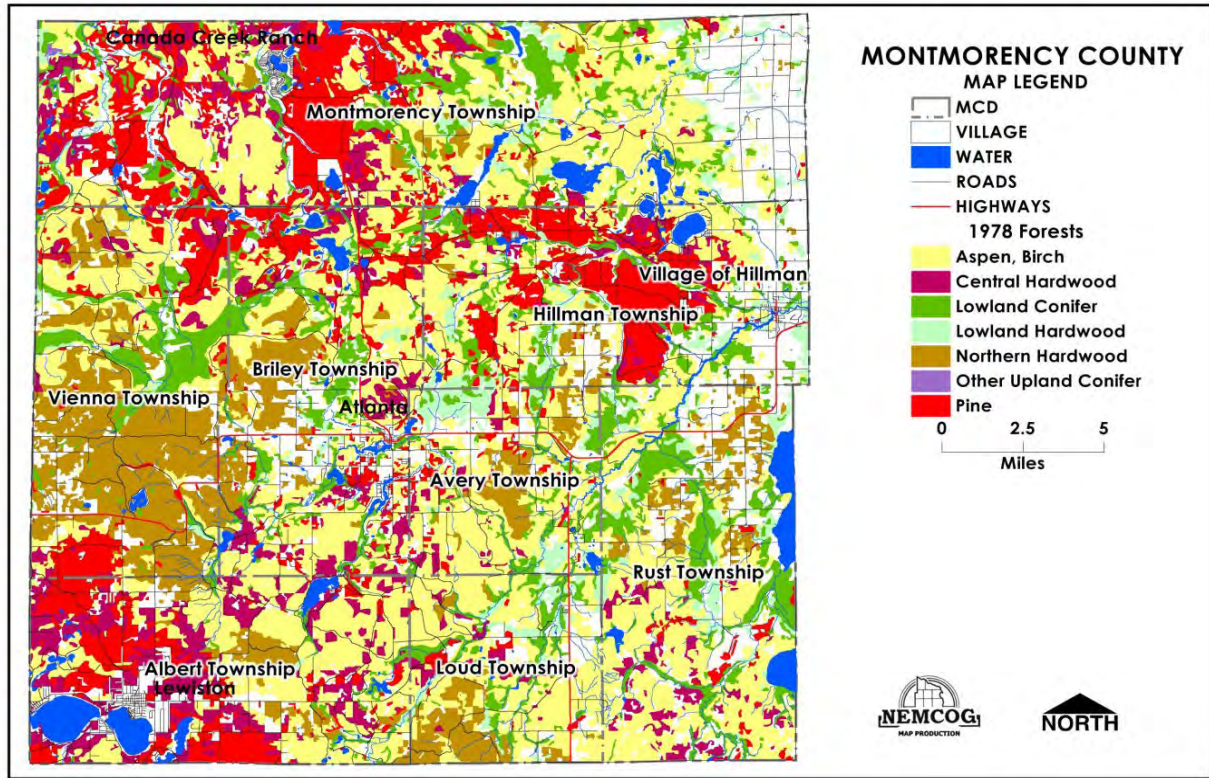 Canada Creek Ranch
Montmorency Township
Village of Hillman
Hillman Township
Briley Township
Vienna Township
Atlanta
Avery Township
Rust Township
Albert Township
Lewiston
Loud Township
MONTMORENCY COUNTY
MAP LEGEND
MCD
VILLAGE
WATER
ROADS
HIGHWAYS
1978 Forests
Aspen, Birch
Central Hardwood
Lowland Conifer
Lowland Hardwood
Northern Hardwood
Other Upland Conifer
Pine
0 2.5 5
Miles
NEMCOG
MAP PRODUCTION
NORTH